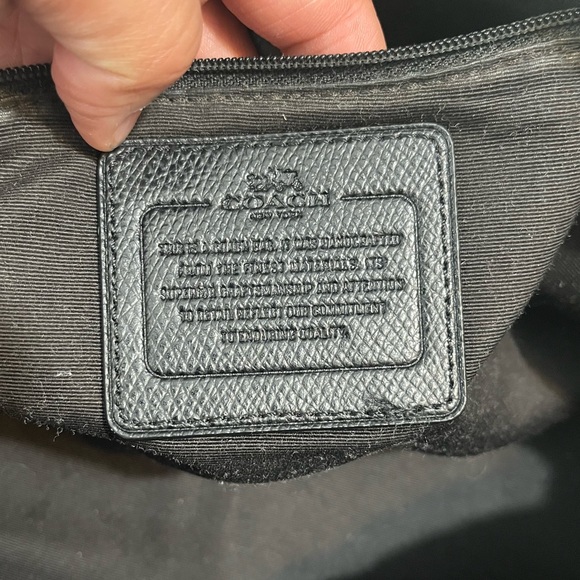 COACH
NEW YORK
THIS IS A COACH BAG. IT WAS HANDCRAFTED
FROM THE FINEST MATERIALS. ITS
SUPERIOR CRAFTSMANSHIP AND ATTENTION
TO DETAIL REFLECT OUR COMMITMENT
TO ENDURING QUALITY.